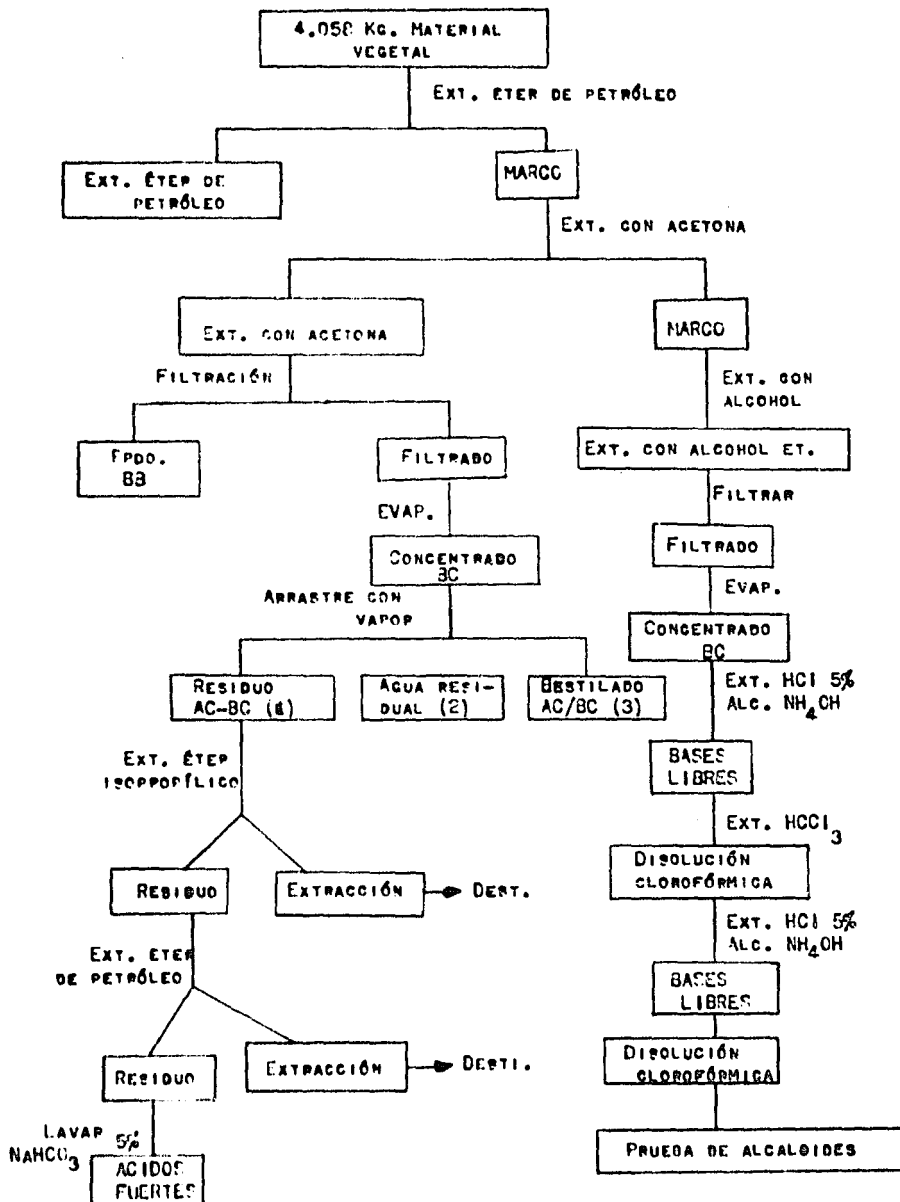 4.058 KG. MATERIAL
VEGETAL
EXT. ÉTER DE PETRÓLEO
EXT. ÉTER DE
PETRÓLEO
MARCO
EXT. CON ACETONA
EXT. CON ACETONA
MARCO
FILTRACIÓN
EXT. CON
ALCOHOL
FPDO.
BB
FILTRADO
EXT. CON ALCOHOL ET.
EVAP.
FILTRAR
CONCENTRADO
BC
FILTRADO
ARRASTRE CON
VAPOR
EVAP.
CONCENTRADO
BC
RESIDUO
AC-BC (1)
AGUA RESI-
DUAL (2)
DESTILADO
AC/BC (3)
EXT. HCl 5%
ALC. NH4OH
EXT. ÉTER
ISOPROPÍLICO
BASES
LIBRES
EXT. HCCl3
RESIDUO
EXTRACCIÓN
DEST.
DISOLUCIÓN
CLOROFÓRMICA
EXT. ÉTER
DE PETRÓLEO
EXT. HCl 5%
ALC. NH4OH
BASES
LIBRES
RESIDUO
EXTRACCIÓN
DESTI.
DISOLUCIÓN
CLOROFÓRMICA
LAVAR 5%
NAHCO3
ACIDOS
FUERTES
PRUEBA DE ALCALOIDES